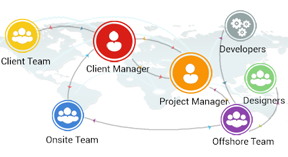 Developers
Client Team
Client Manager
Project Manager
Designers
Onsite Team
Offshore Team